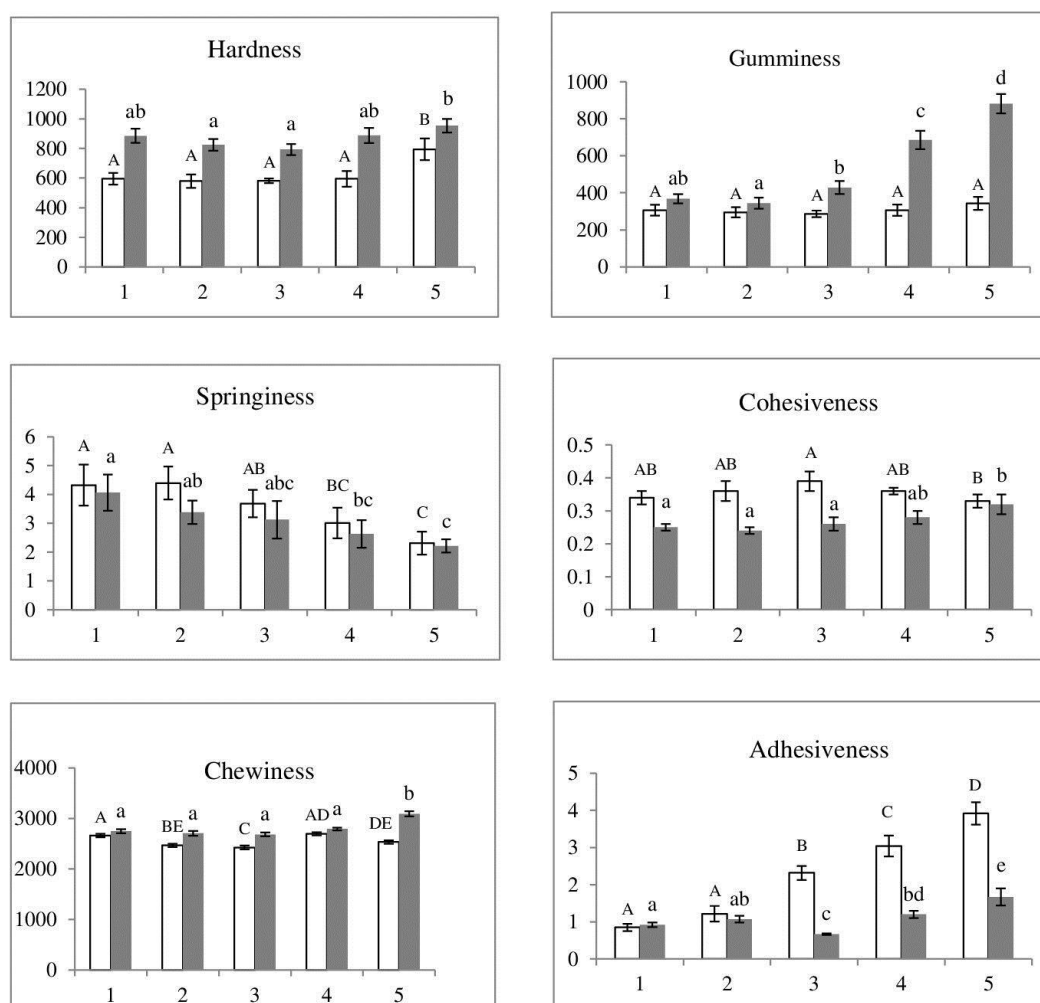 Hardness
1200
1000
800
600
400
200
0
A ab A a A a A ab B b
1 2 3 4 5
Gumminess
1000
800
600
400
200
0
A ab A a A b A c A d
1 2 3 4 5
Springiness
6
5
4
3
2
1
0
A a A ab AB abc BC bc C c
1 2 3 4 5
Cohesiveness
0.5
0.4
0.3
0.2
0.1
0
AB a AB a A a AB ab B b
1 2 3 4 5
Chewiness
4000
3000
2000
1000
0
A a BE a C a AD a DE b
1 2 3 4 5
Adhesiveness
5
4
3
2
1
0
A a A ab B c C bd D e
1 2 3 4 5